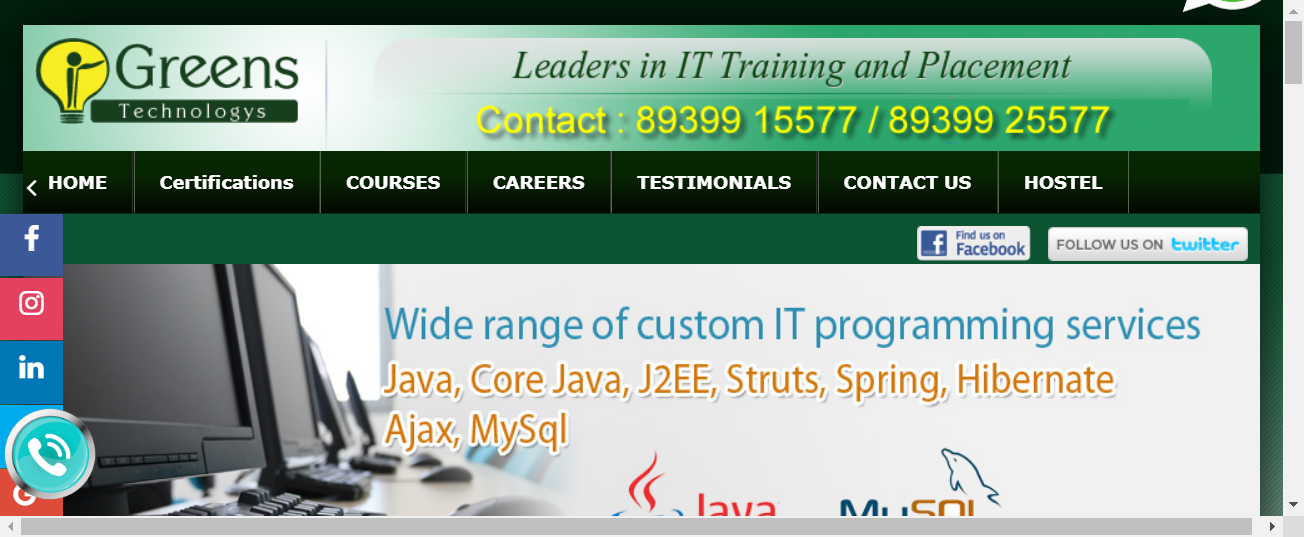 Greens
Technologys
Leaders in IT Training and Placement
Contact : 89399 15577 / 89399 25577
HOME
Certifications
COURSES
CAREERS
TESTIMONIALS
CONTACT US
HOSTEL
Find us on
Facebook
FOLLOW US ON twitter
Wide range of custom IT programming services
Java, Core Java, J2EE, Struts, Spring, Hibernate
Ajax, MySql
Java
MySQL